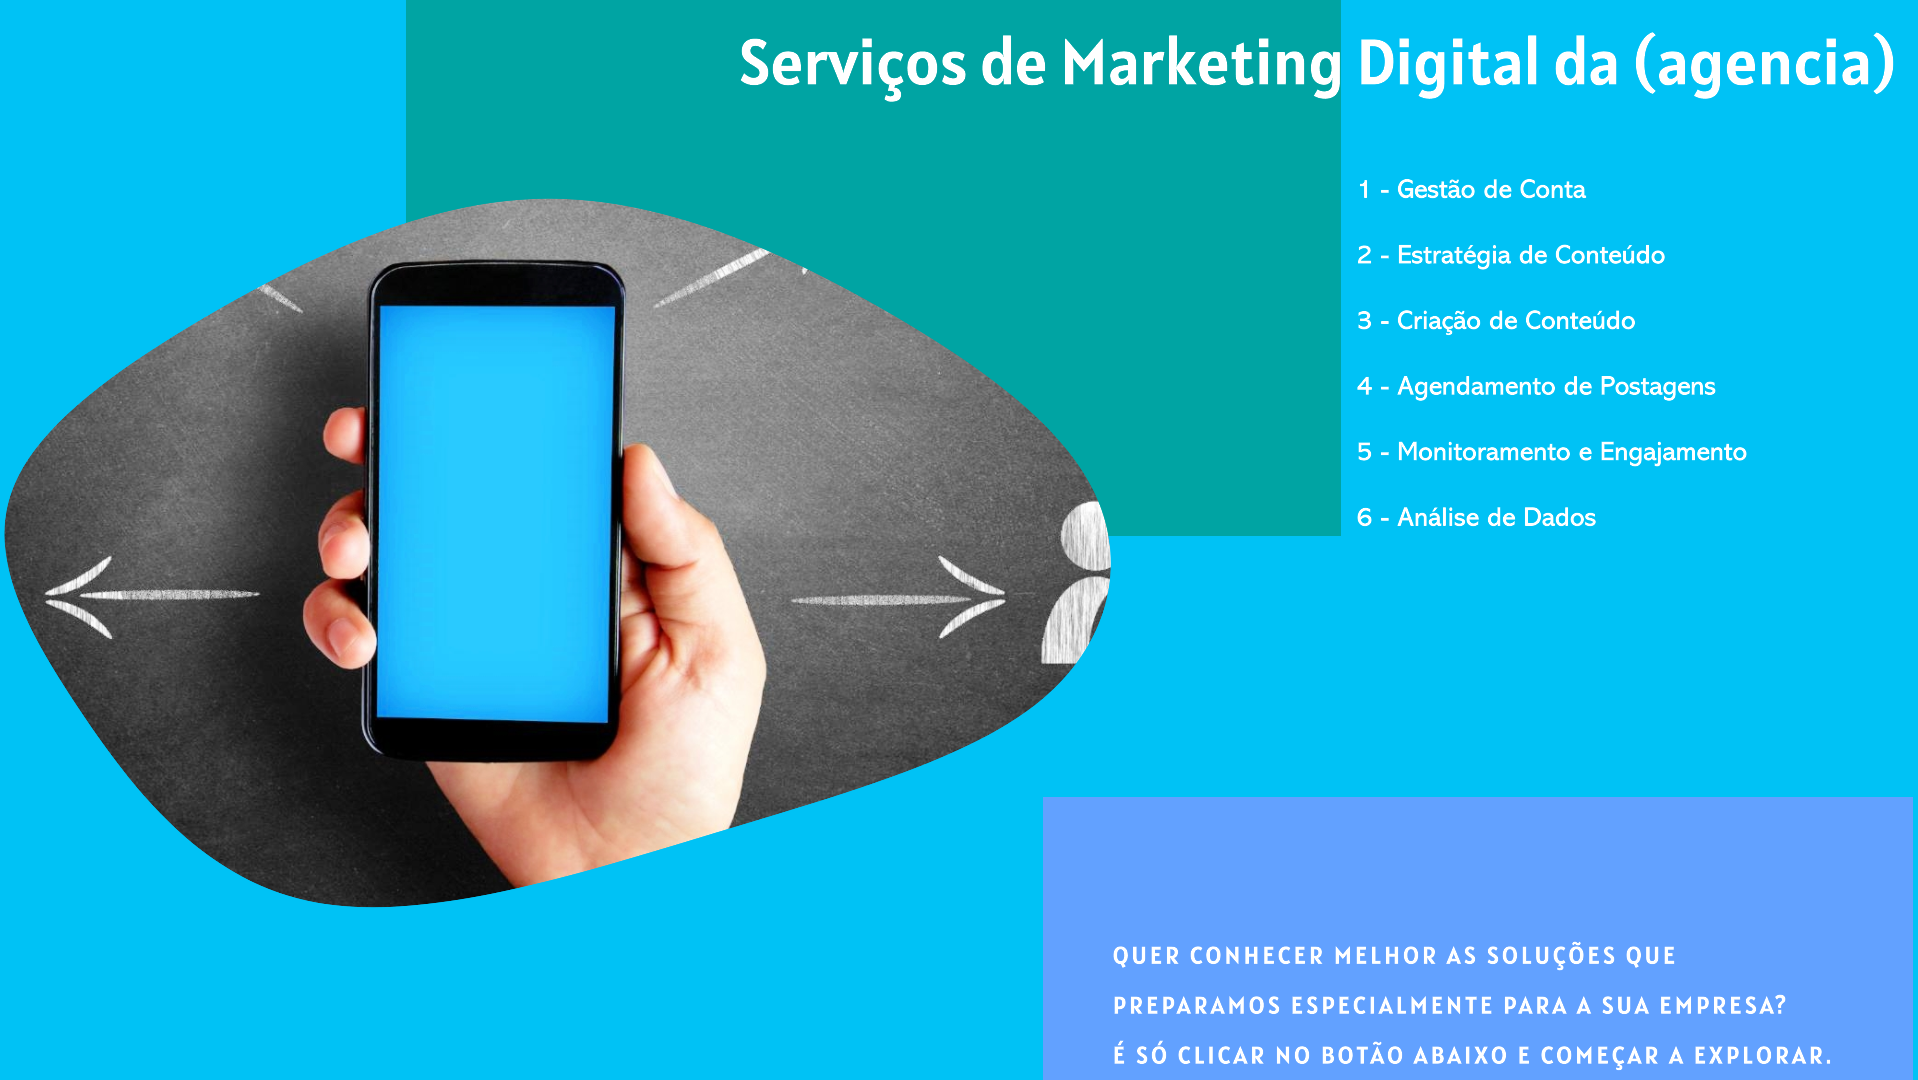 Serviços de Marketing Digital da (agencia)
1 - Gestão de Conta
2 - Estratégia de Conteúdo
3 - Criação de Conteúdo
4 - Agendamento de Postagens
5 - Monitoramento e Engajamento
6 - Análise de Dados
QUER CONHECER MELHOR AS SOLUÇÕES QUE
PREPARAMOS ESPECIALMENTE PARA A SUA EMPRESA?
É SÓ CLICAR NO BOTÃO ABAIXO E COMEÇAR A EXPLORAR.